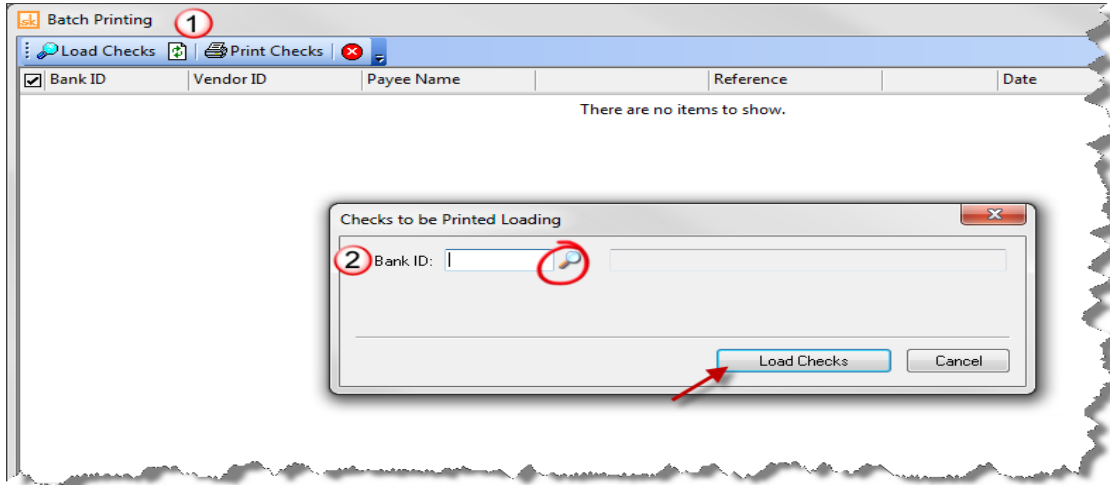 sk Batch Printing 1
Load Checks Print Checks
Bank ID Vendor ID Payee Name Reference Date
There are no items to show.
Checks to be Printed Loading
2 Bank ID:
Load Checks Cancel